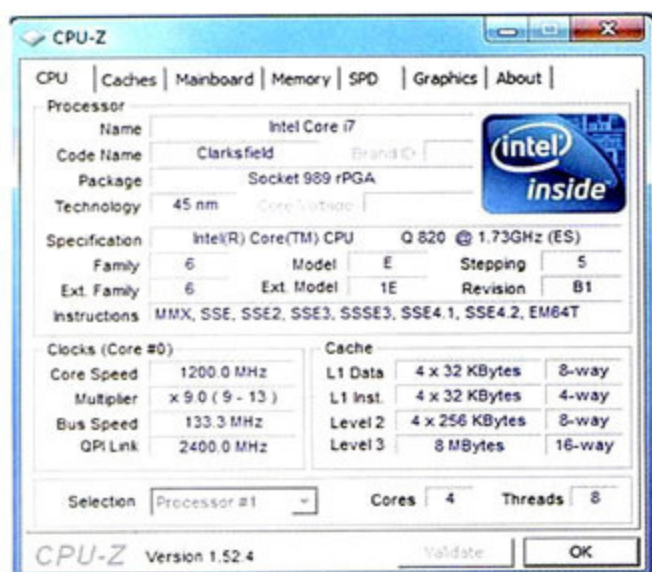 CPU-Z
CPU Caches Mainboard Memory SPD Graphics About
Processor
Name Intel Core i7
Code Name Clarksfield Brand ID
Package Socket 989 rPGA
Technology 45 nm Core Voltage
intel inside
Specification Intel(R) Core(TM) CPU Q 820 @ 1.73GHz (ES)
Family 6 Model E Stepping 5
Ext. Family 6 Ext. Model 1E Revision B1
Instructions MMX, SSE, SSE2, SSE3, SSSE3, SSE4.1, SSE4.2, EM64T
Clocks (Core #0)
Core Speed 1200.0 MHz
Multiplier x 9.0 ( 9 - 13 )
Bus Speed 133.3 MHz
QPI Link 2400.0 MHz
Cache
L1 Data 4 x 32 KBytes 8-way
L1 Inst. 4 x 32 KBytes 4-way
Level 2 4 x 256 KBytes 8-way
Level 3 8 MBytes 16-way
Selection Processor #1 Cores 4 Threads 8
CPU-Z Version 1.52.4 Validate OK